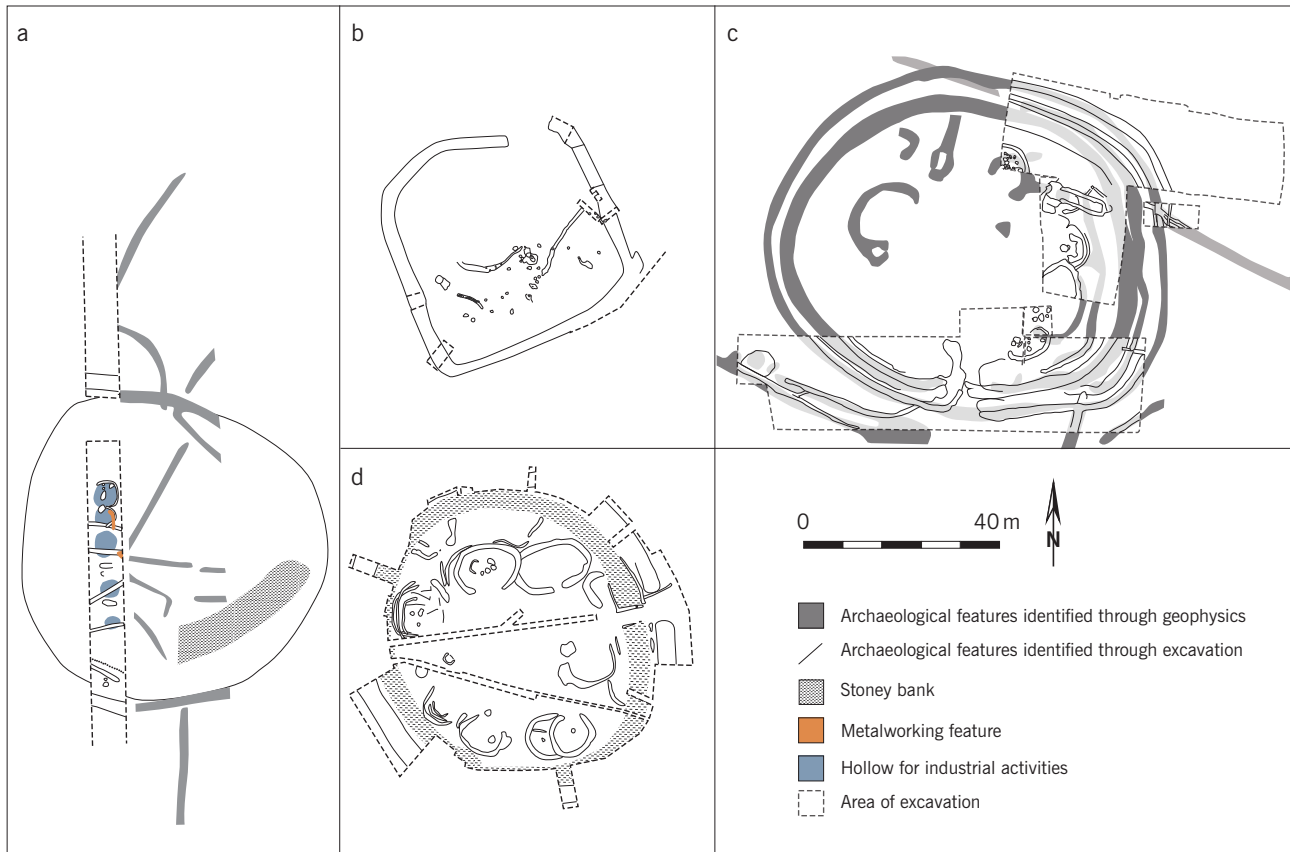 a
b
c
d
0 40 m
N
Archaeological features identified through geophysics
Archaeological features identified through excavation
Stoney bank
Metalworking feature
Hollow for industrial activities
Area of excavation